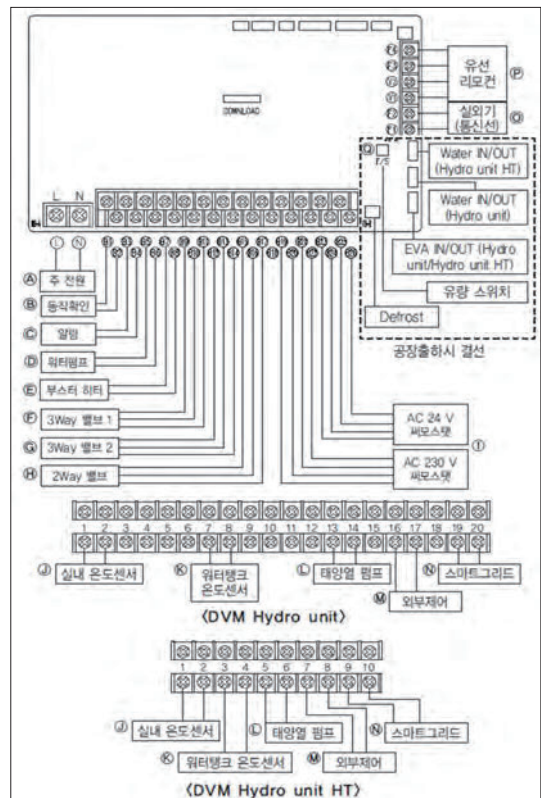 F4
F3
V2
V1
F2
F1
유선
리모컨
Ⓟ
실외기
(통신선)
Ⓞ
DOWNLOAD
Ⓠ
F/S
Water IN/OUT
(Hydro unit HT)
Water IN/OUT
(Hydro unit)
EVA IN/OUT (Hydro
unit/Hydro unit HT)
유량 스위치
Defrost
공장출하시 결선
L N
Ⓛ Ⓝ
Ⓐ 주 전원
Ⓑ 동작확인
Ⓒ 알람
Ⓓ 워터펌프
Ⓔ 부스터 히터
Ⓕ 3Way 밸브 1
Ⓖ 3Way 밸브 2
Ⓗ 2Way 밸브
AC 24 V
써모스탯
Ⓘ
AC 230 V
써모스탯
1 2 3 4 5 6 7 8 9 10 11 12 13 14 15 16 17 18 19 20
Ⓙ 실내 온도센서
Ⓚ 워터탱크
온도센서
Ⓛ 태양열 펌프
Ⓜ 외부제어
Ⓝ 스마트그리드
〈DVM Hydro unit〉
1 2 3 4 5 6 7 8 9 10
Ⓙ 실내 온도센서
Ⓛ 태양열 펌프
Ⓝ 스마트그리드
Ⓚ 워터탱크 온도센서
Ⓜ 외부제어
〈DVM Hydro unit HT〉